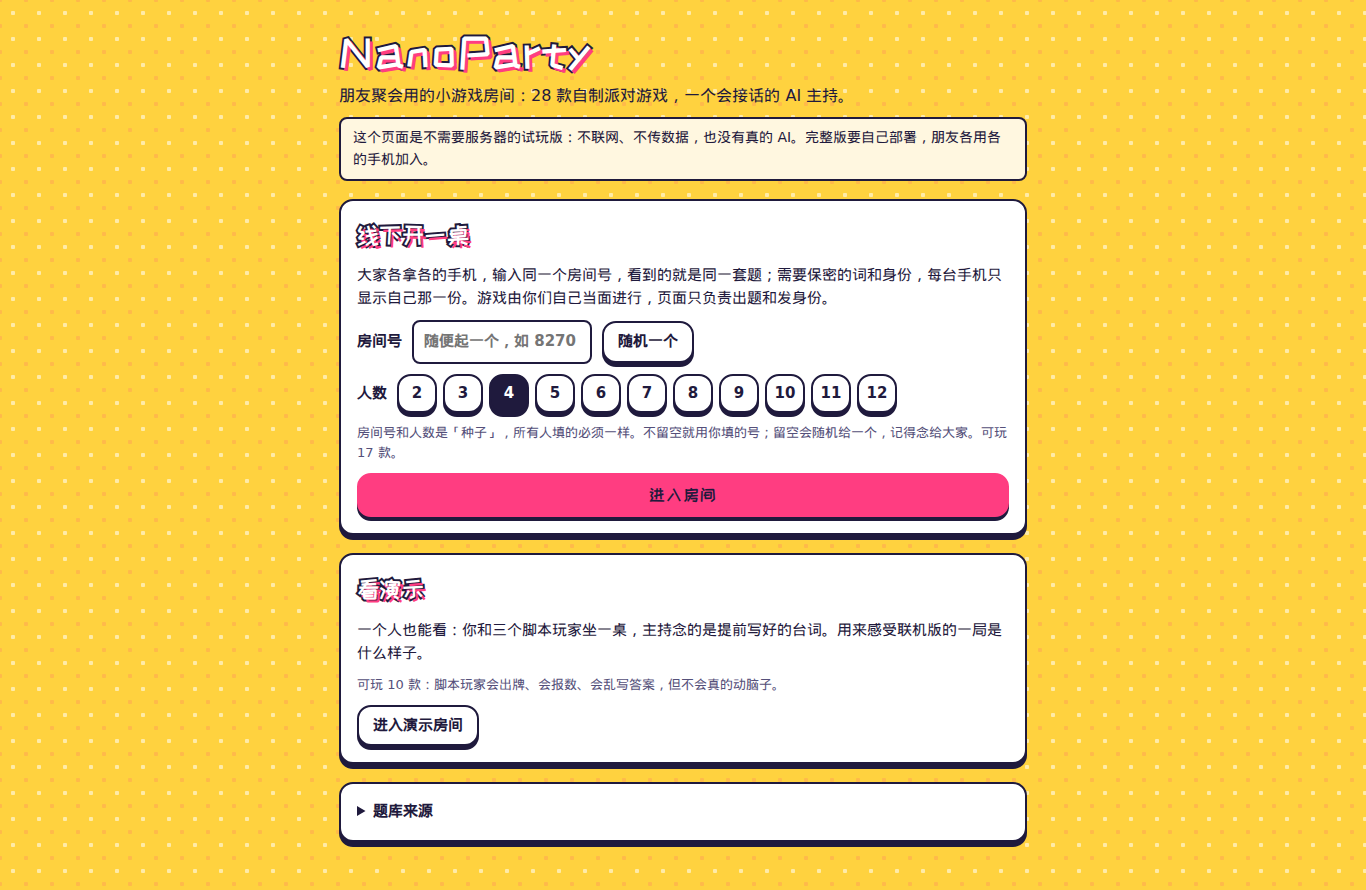 NanoParty
朋友聚会用的小游戏房间：28 款自制派对游戏，一个会接话的 AI 主持。
这个页面是不需要服务器的试玩版：不联网、不传数据，也没有真的 AI。完整版要自己部署，朋友各用各
的手机加入。
线下开一桌
大家各拿各的手机，输入同一个房间号，看到的就是同一套题；需要保密的词和身份，每台手机只
显示自己那一份。游戏由你们自己当面进行，页面只负责出题和发身份。
房间号 随便起一个，如 8270 随机一个
人数 2 3 4 5 6 7 8 9 10 11 12
房间号和人数是「种子」，所有人填的必须一样。不留空就用你填的号；留空会随机给一个，记得念给大家。可玩
17 款。
进入房间
看演示
一个人也能看：你和三个脚本玩家坐一桌，主持念的是提前写好的台词。用来感受联机版的一局是
什么样子。
可玩 10 款：脚本玩家会出牌、会报数、会乱写答案，但不会真的动脑子。
进入演示房间
题库来源